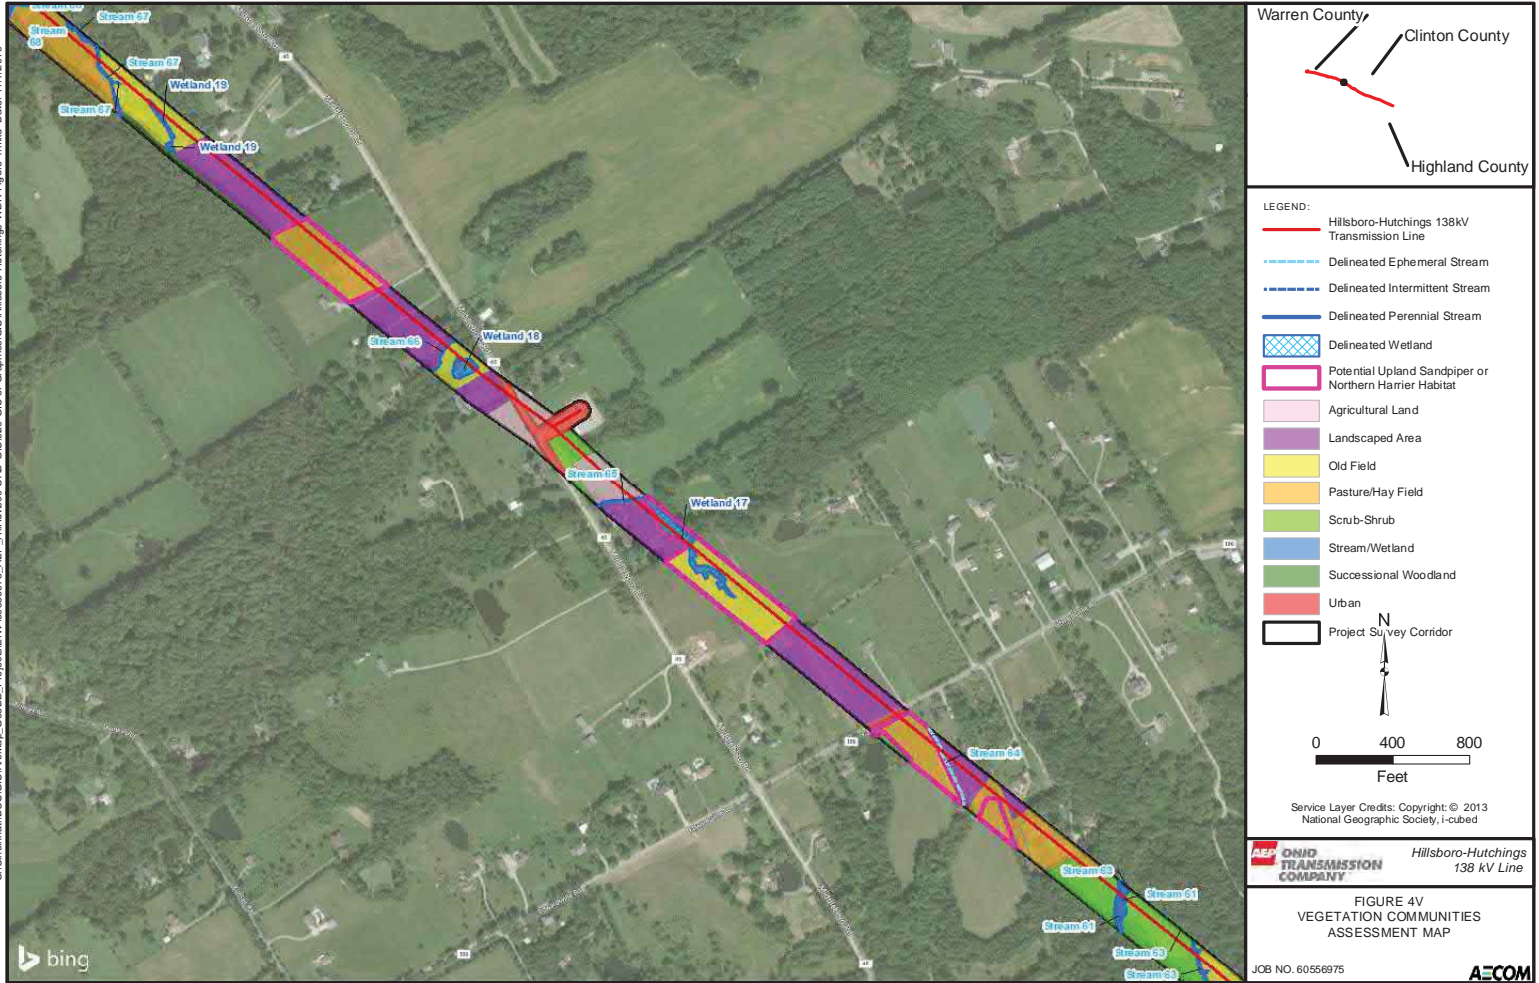 Stream 67
Stream
68
Stream 67
Wetland 19
Stream 67
Wetland 19
Stream 66
Wetland 18
Stream 65
Wetland 17
Stream 64
Stream 63
Stream 61
Stream 61
Stream 63
Stream 63
bing
Warren County
Clinton County
Highland County
LEGEND:
Hillsboro-Hutchings 138kV
Transmission Line
Delineated Ephemeral Stream
Delineated Intermittent Stream
Delineated Perennial Stream
Delineated Wetland
Potential Upland Sandpiper or
Northern Harrier Habitat
Agricultural Land
Landscaped Area
Old Field
Pasture/Hay Field
Scrub-Shrub
Stream/Wetland
Successional Woodland
Urban
Project Survey Corridor
N
0 400 800
Feet
Service Layer Credits: Copyright: © 2013
National Geographic Society, i-cubed
AEP OHIO
TRANSMISSION
COMPANY
Hillsboro-Hutchings
138 kV Line
FIGURE 4V
VEGETATION COMMUNITIES
ASSESSMENT MAP
JOB NO. 60556975
AECOM